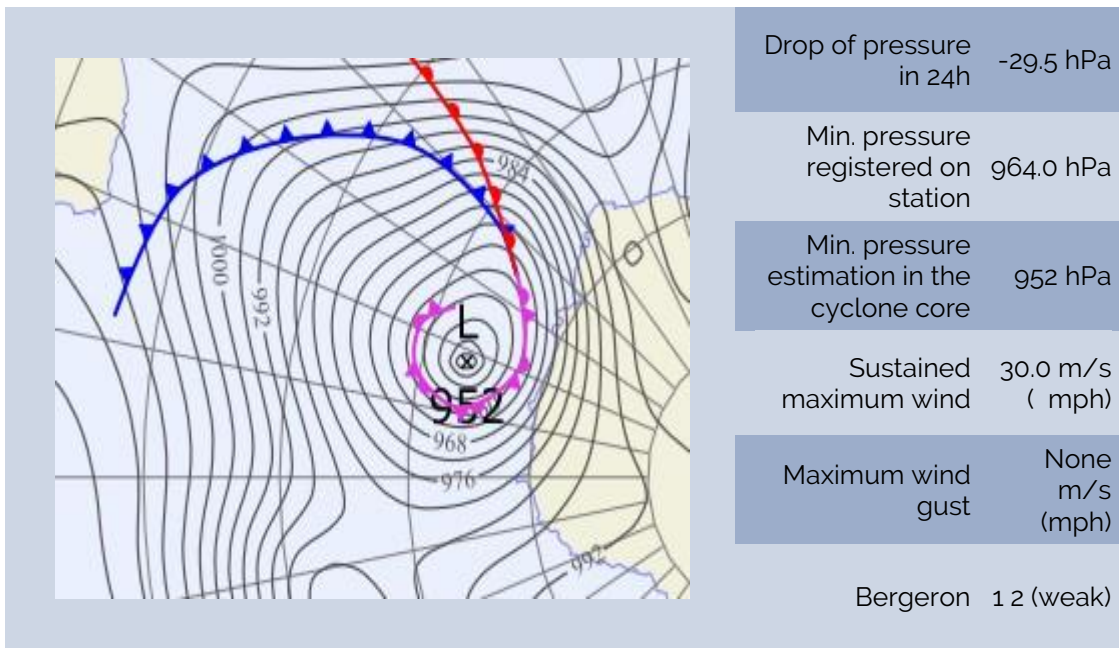 984
1000
992
L
952
968
976
992
Drop of pressure
in 24h
-29.5 hPa
Min. pressure
registered on
station
964.0 hPa
Min. pressure
estimation in the
cyclone core
952 hPa
Sustained
maximum wind
30.0 m/s
( mph)
Maximum wind
gust
None
m/s
(mph)
Bergeron
1 2 (weak)